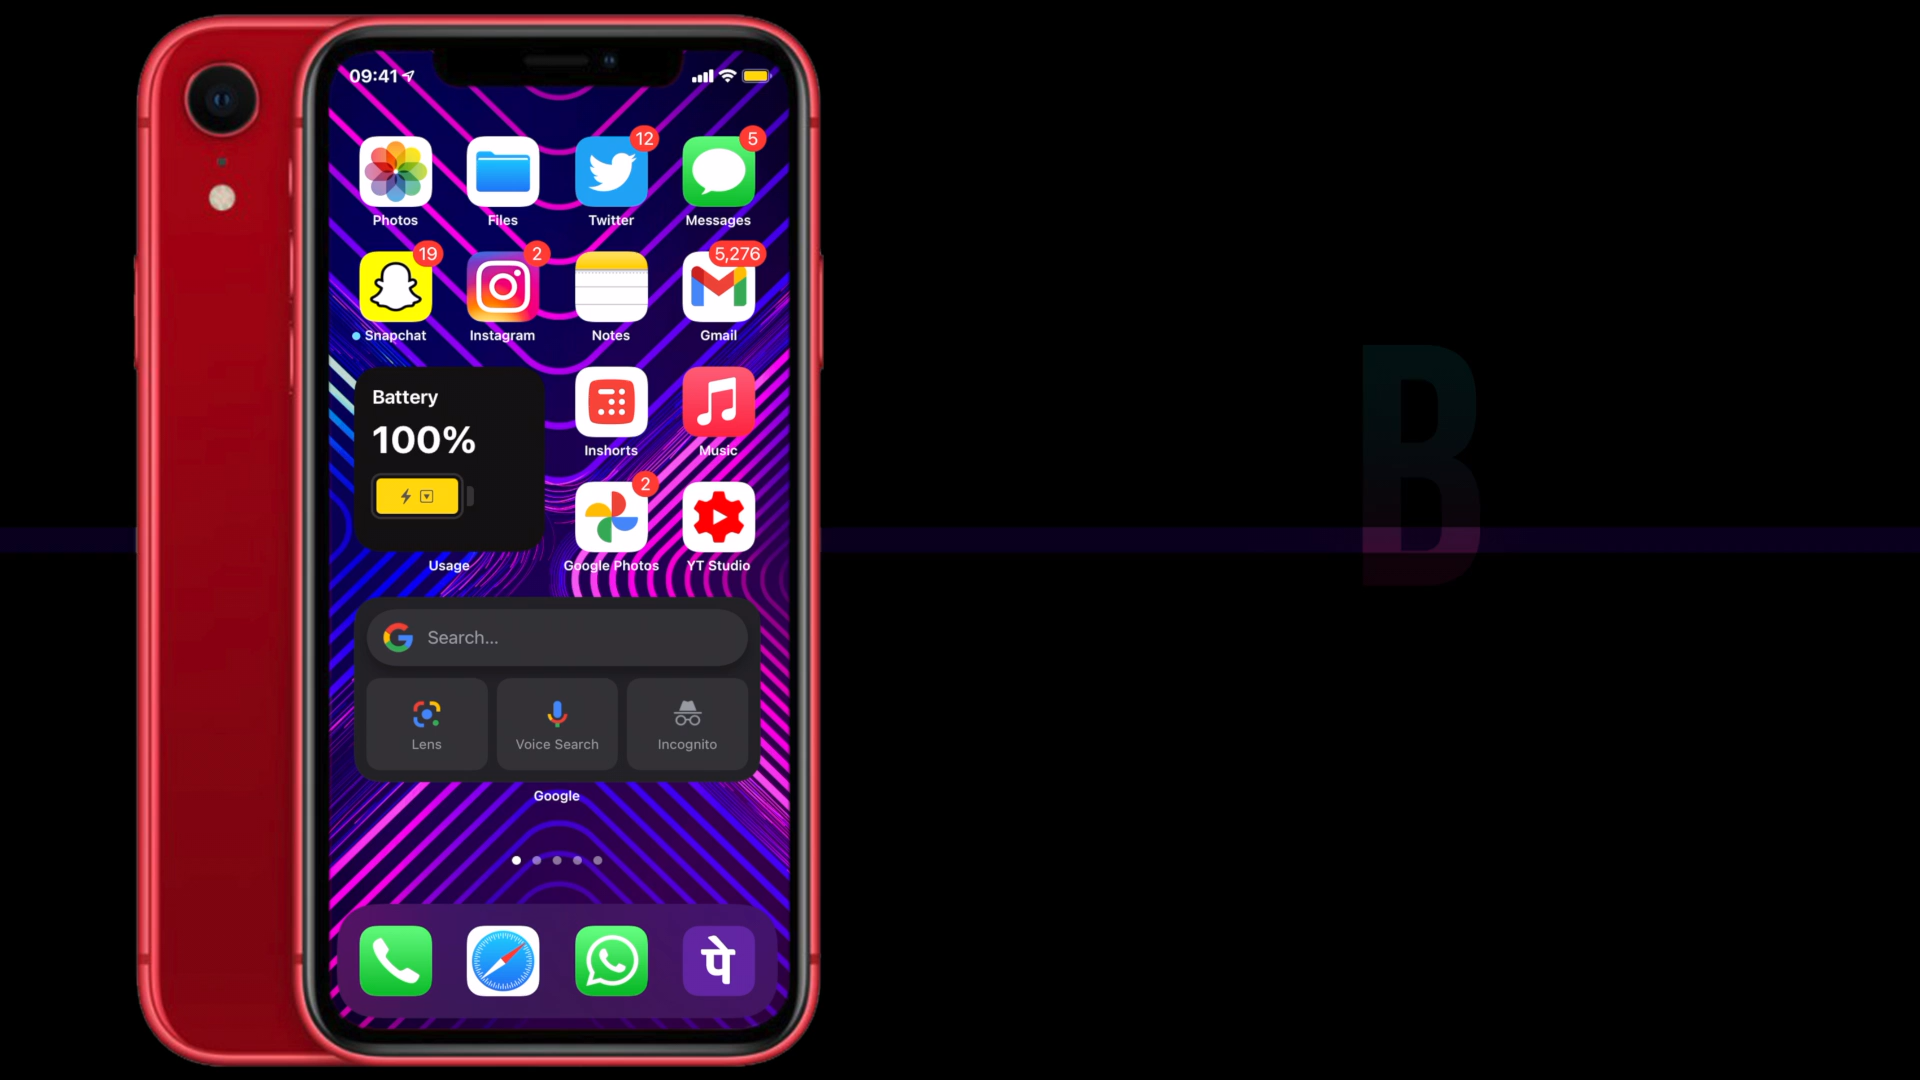 09:41
12
5
Photos
Files
Twitter
Messages
19
2
5,276
Snapchat
Instagram
Notes
Gmail
Battery
100%
Inshorts
Music
2
Usage
Google Photos
YT Studio
Search...
Lens
Voice Search
Incognito
Google
पे
B